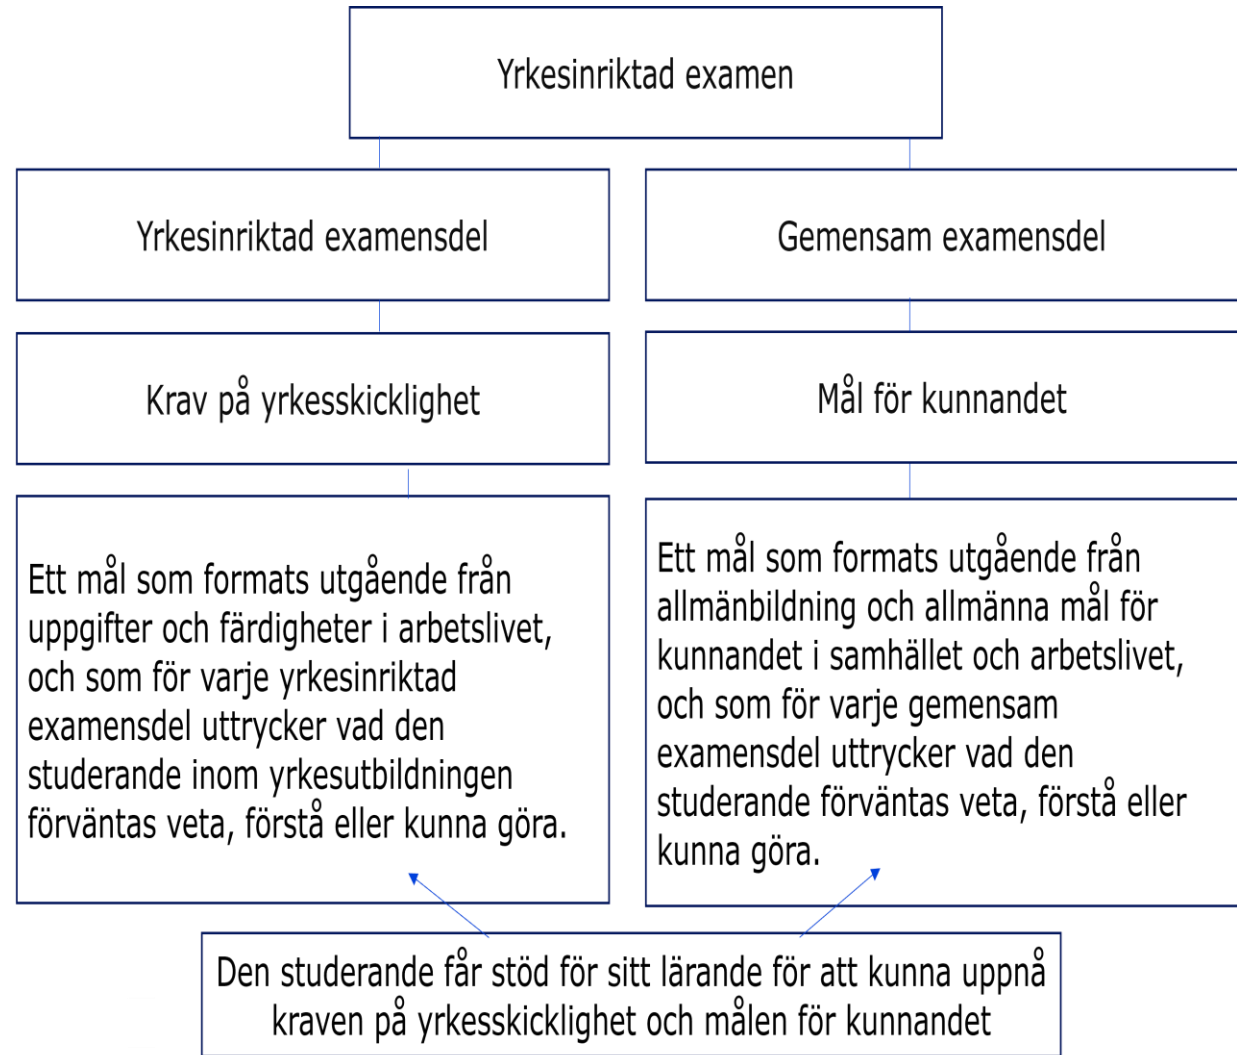 Yrkesinriktad examen
Yrkesinriktad examensdel
Gemensam examensdel
Krav på yrkesskicklighet
Mål för kunnandet
Ett mål som formats utgående från
uppgifter och färdigheter i arbetslivet,
och som för varje yrkesinriktad
examensdel uttrycker vad den
studerande inom yrkesutbildningen
förväntas veta, förstå eller kunna göra.
Ett mål som formats utgående från
allmänbildning och allmänna mål för
kunnandet i samhället och arbetslivet,
och som för varje gemensam
examensdel uttrycker vad den
studerande förväntas veta, förstå eller
kunna göra.
Den studerande får stöd för sitt lärande för att kunna uppnå
kraven på yrkesskicklighet och målen för kunnandet